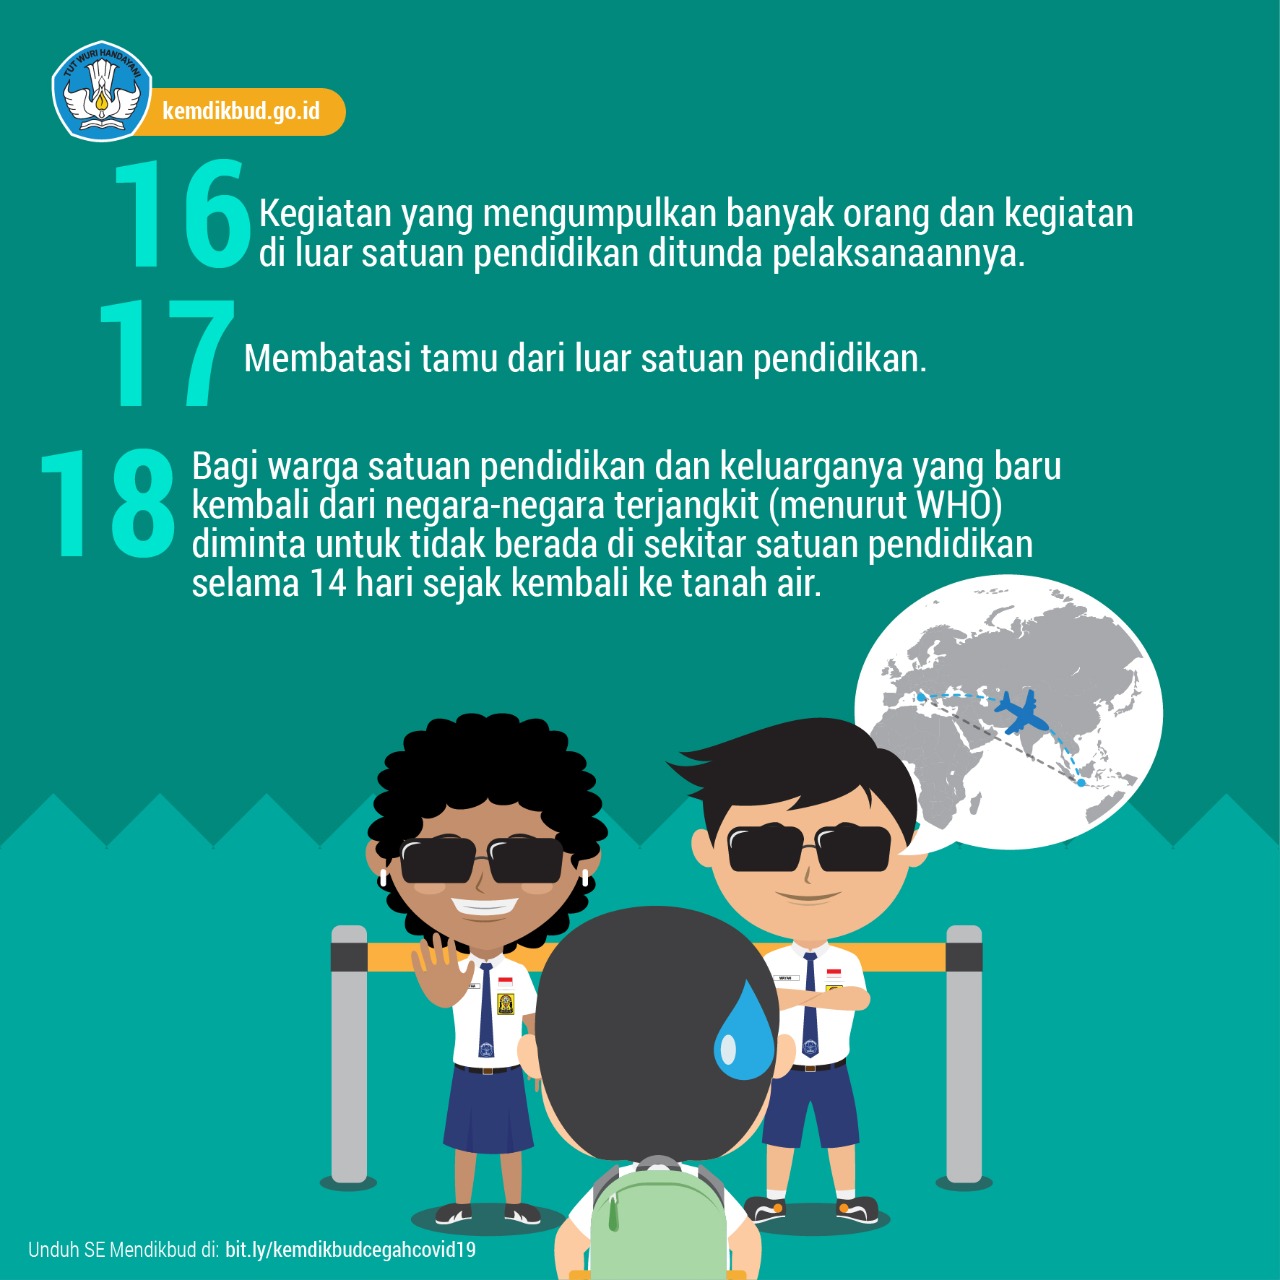 TUT WURI HANDAYANI
kemdikbud.go.id
16
Kegiatan yang mengumpulkan banyak orang dan kegiatan
di luar satuan pendidikan ditunda pelaksanaannya.
17
Membatasi tamu dari luar satuan pendidikan.
18
Bagi warga satuan pendidikan dan keluarganya yang baru
kembali dari negara-negara terjangkit (menurut WHO)
diminta untuk tidak berada di sekitar satuan pendidikan
selama 14 hari sejak kembali ke tanah air.
Unduh SE Mendikbud di: bit.ly/kemdikbudcegahcovid19